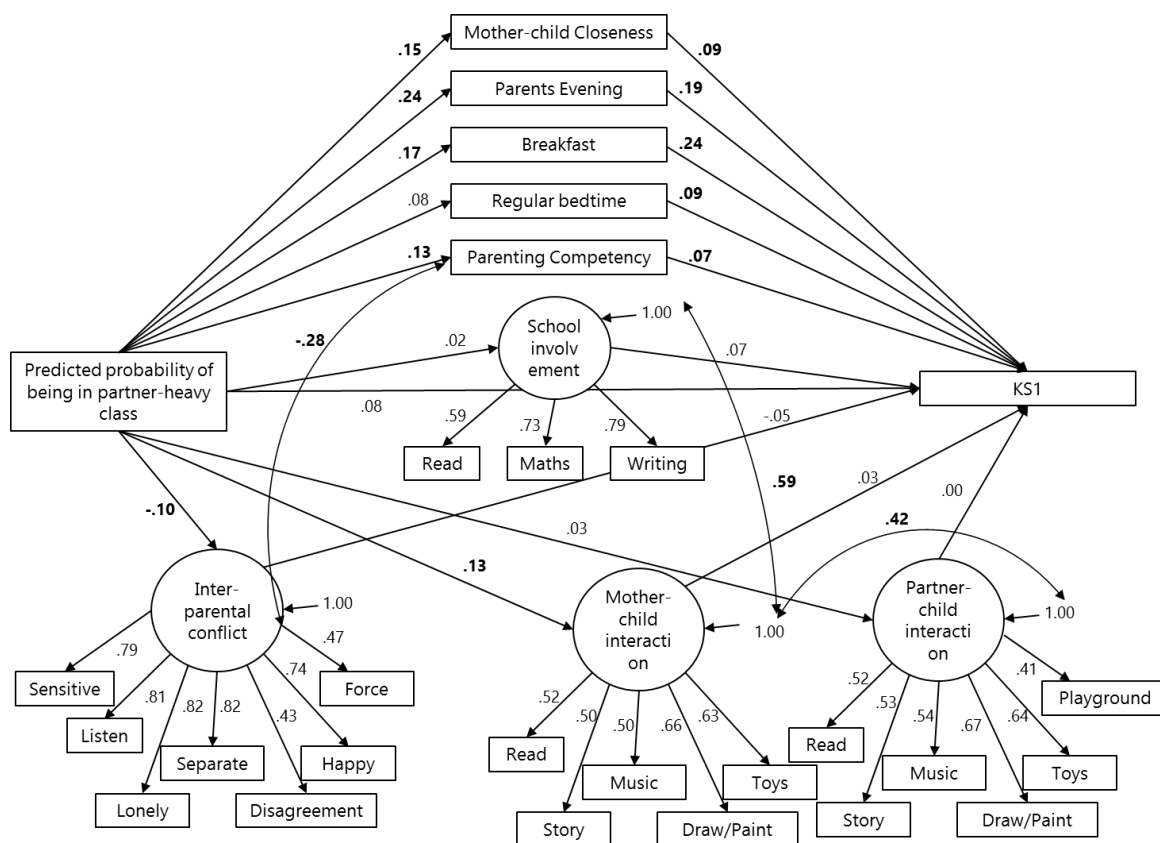 Mother-child Closeness
.15
.09
Parents Evening
.24
.19
Breakfast
.17
.24
Regular bedtime
.08
.09
Parenting Competency
.13
.07
School
involv
ement
1.00
-.28
.02
.07
Predicted probability of
being in partner-heavy
class
KS1
.08
-.05
.59
.73
.79
Read
Maths
Writing
.59
.03
.00
-.10
.03
.42
.13
Inter-
parental
conflict
1.00
Mother-
child
interacti
on
1.00
Partner-
child
interacti
on
1.00
.79
.81
.82
.82
.43
.74
.47
Sensitive
Force
Listen
Separate
Happy
Lonely
Disagreement
.52
.50
.50
.66
.63
Read
Music
Toys
Story
Draw/Paint
.52
.53
.54
.67
.64
.41
Playground
Read
Music
Toys
Story
Draw/Paint